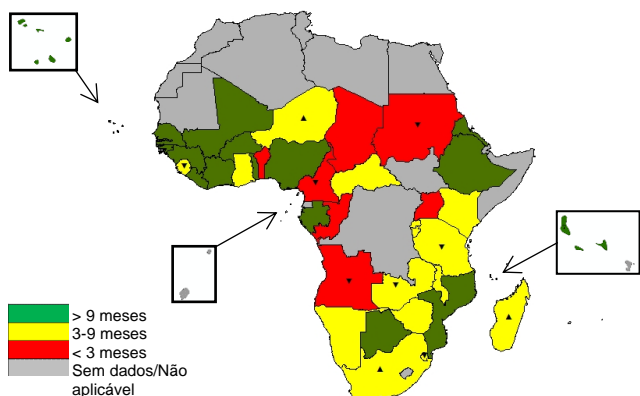 > 9 meses
3-9 meses
< 3 meses
Sem dados/Não
aplicável